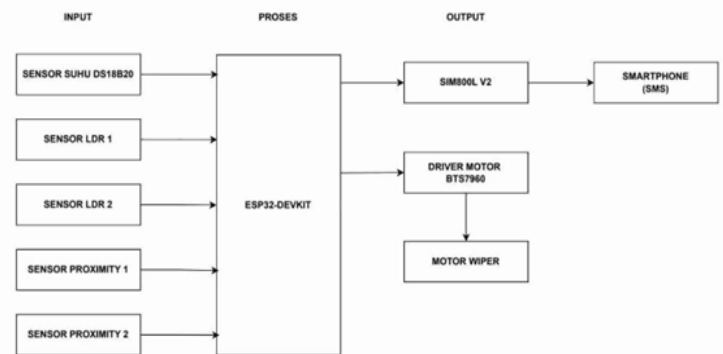 INPUT
PROSES
OUTPUT
SENSOR SUHU DS18B20
SENSOR LDR 1
SENSOR LDR 2
SENSOR PROXIMITY 1
SENSOR PROXIMITY 2
ESP32-DEVKIT
SIM800L V2
SMARTPHONE
(SMS)
DRIVER MOTOR
BTS7960
MOTOR WIPER